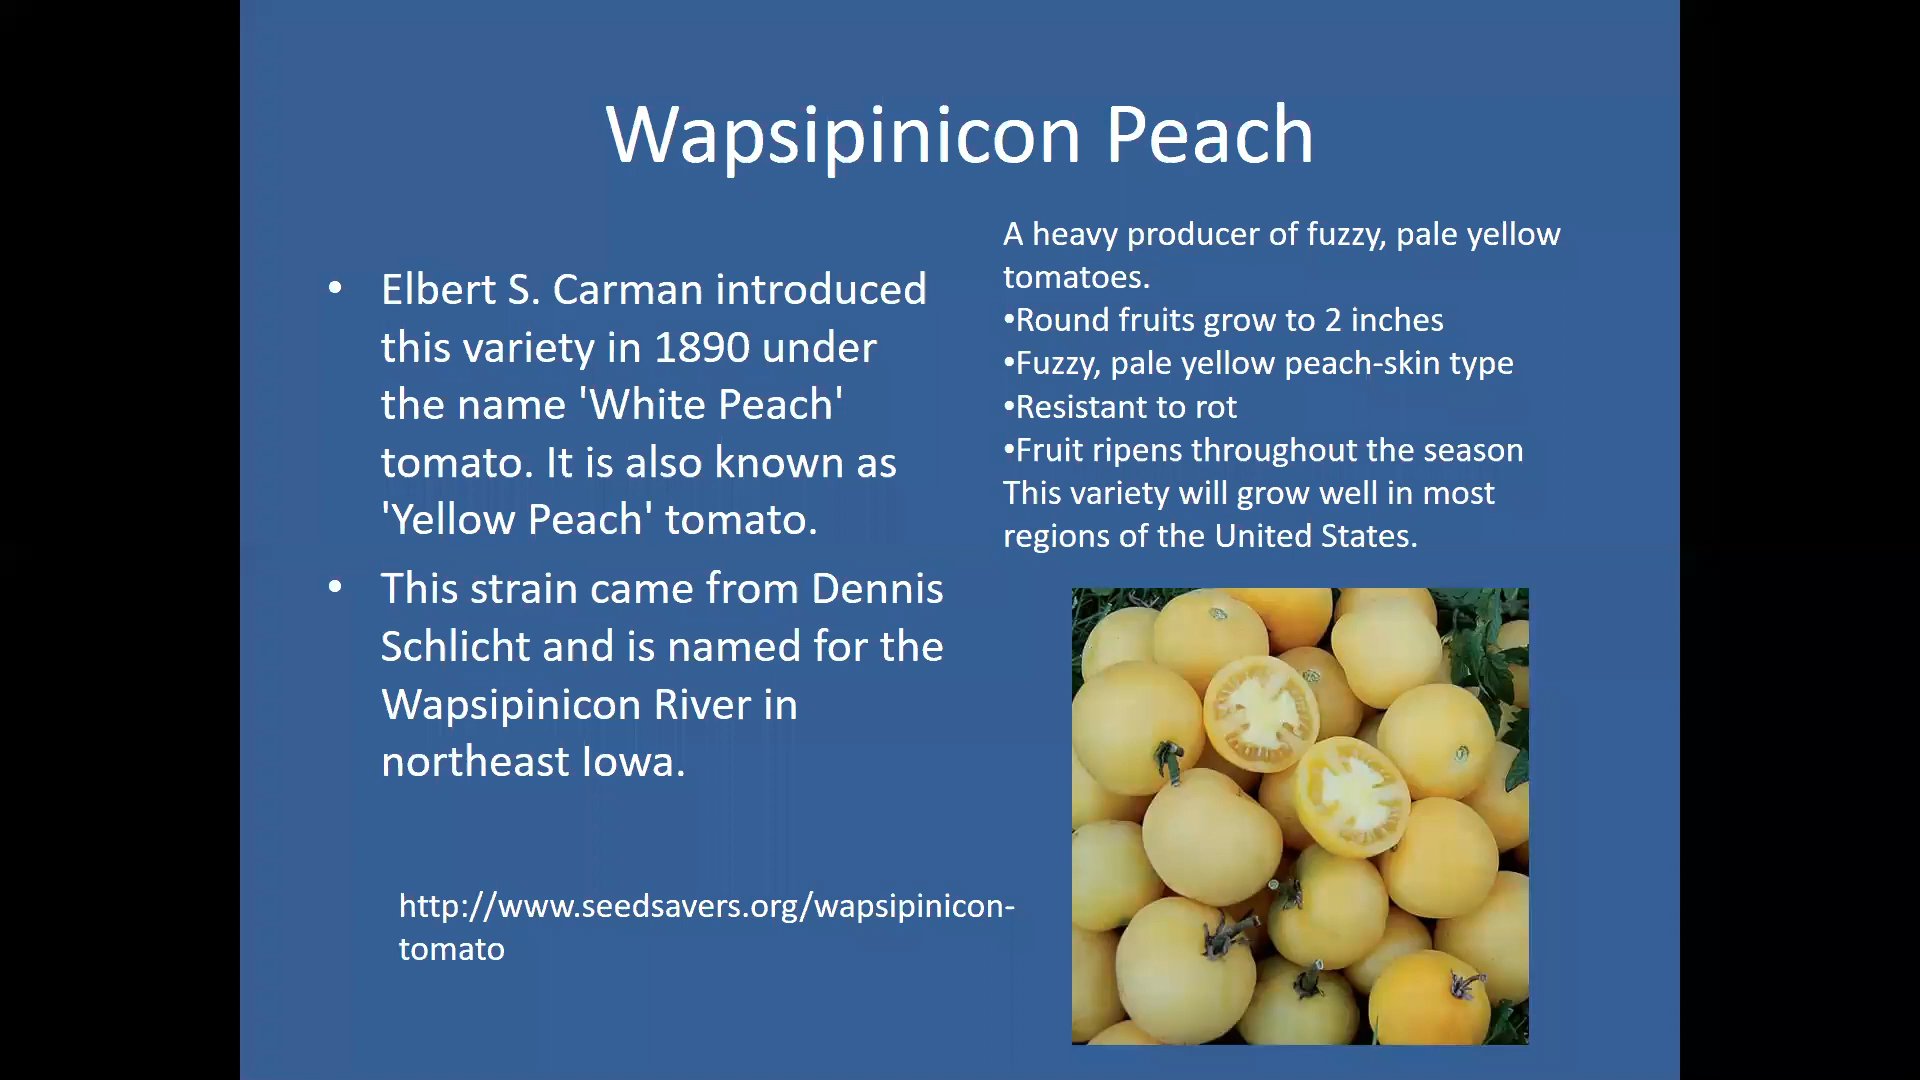 Wapsipinicon Peach
• Elbert S. Carman introduced
this variety in 1890 under
the name 'White Peach'
tomato. It is also known as
'Yellow Peach' tomato.
• This strain came from Dennis
Schlicht and is named for the
Wapsipinicon River in
northeast Iowa.
http://www.seedsavers.org/wapsipinicon-
tomato
A heavy producer of fuzzy, pale yellow
tomatoes.
•Round fruits grow to 2 inches
•Fuzzy, pale yellow peach-skin type
•Resistant to rot
•Fruit ripens throughout the season
This variety will grow well in most
regions of the United States.